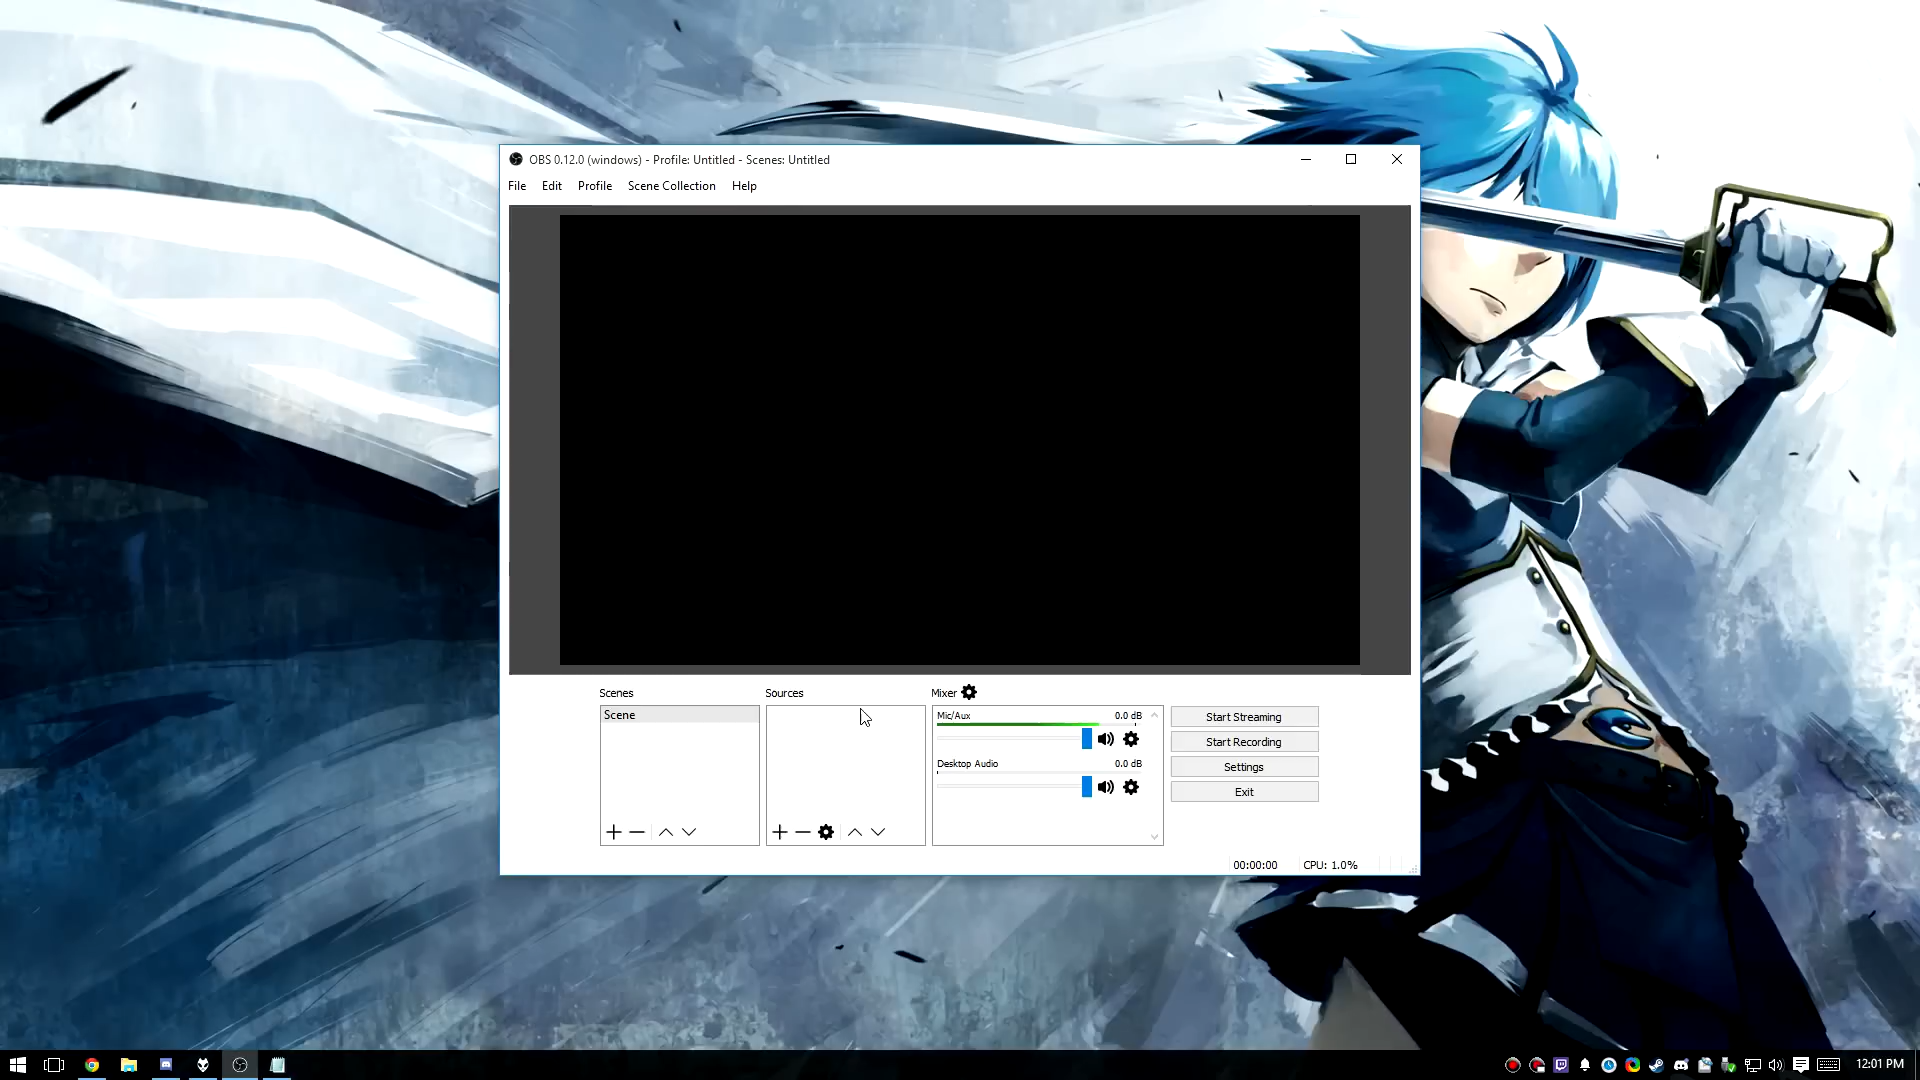 OBS 0.12.0 (windows) - Profile: Untitled - Scenes: Untitled
File Edit Profile Scene Collection Help
Scenes Sources Mixer
Scene
Mic/Aux 0.0 dB
Desktop Audio 0.0 dB
Start Streaming
Start Recording
Settings
Exit
00:00:00 CPU: 1.0%
12:01 PM